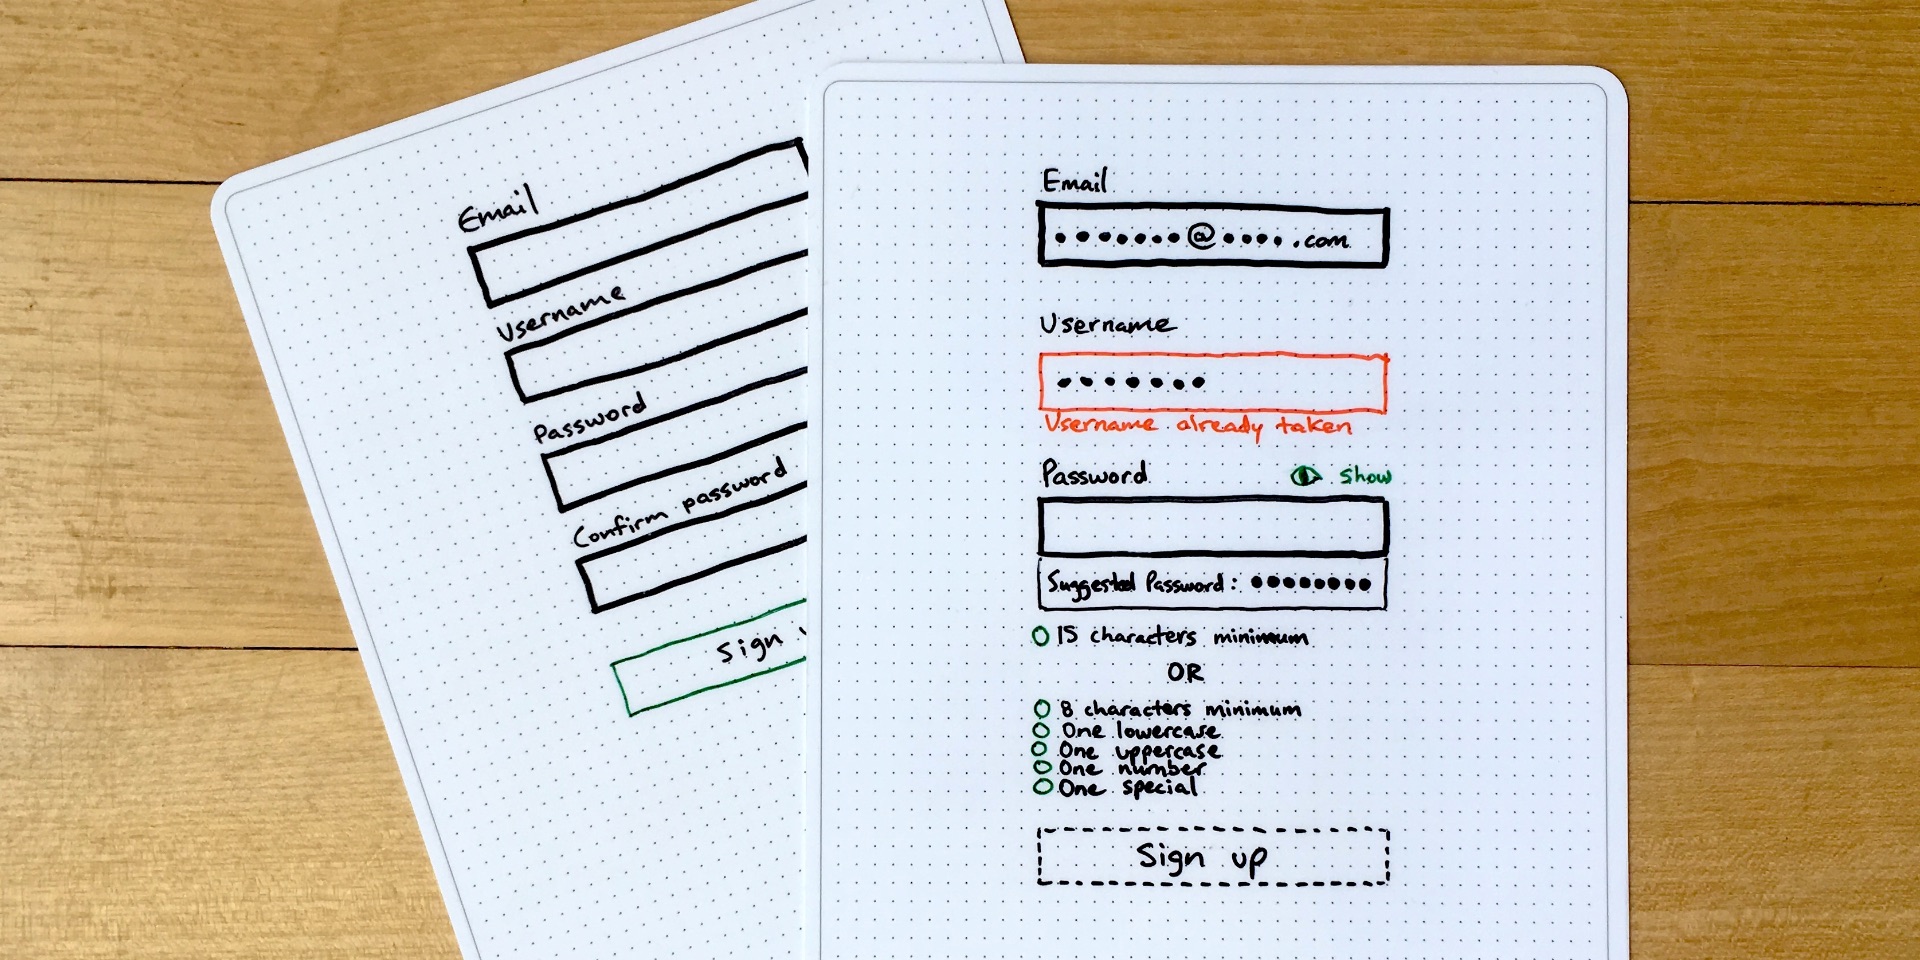 Email
Username
Password
Confirm password
Sign
Email
•••••••@••••.com
Username
•••••••
Username already taken
Password
Show
Suggested Password: ••••••••
15 characters minimum
OR
8 characters minimum
One lowercase
One uppercase
One number
One special
Sign up